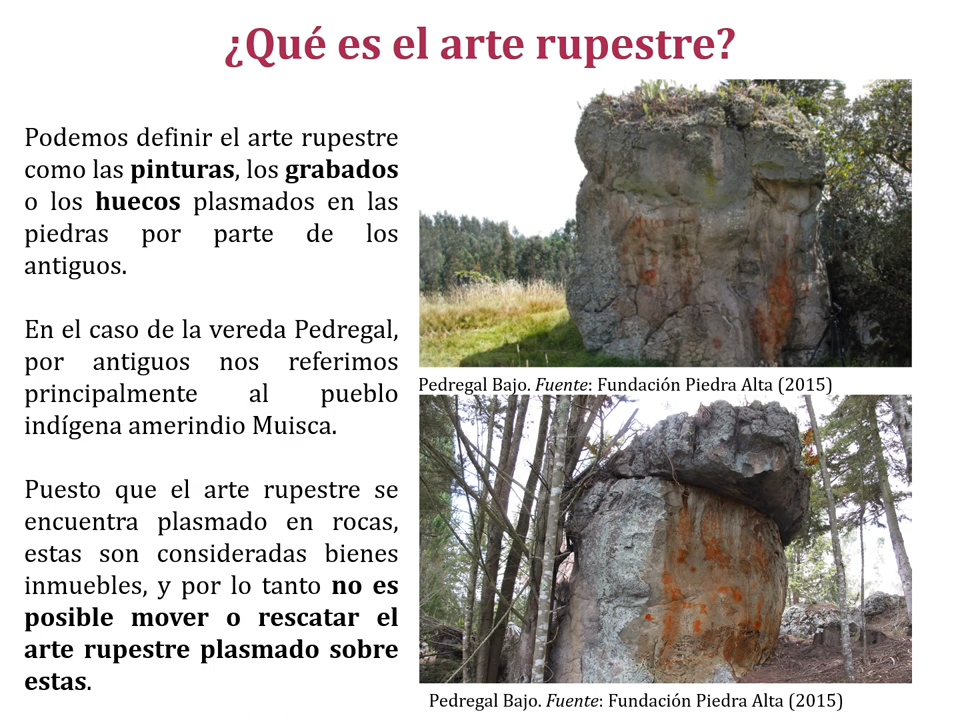 ¿Qué es el arte rupestre?
Podemos definir el arte rupestre
como las pinturas, los grabados
o los huecos plasmados en las
piedras por parte de los
antiguos.
En el caso de la vereda Pedregal,
por antiguos nos referimos
principalmente al pueblo
indígena amerindio Muisca.
Puesto que el arte rupestre se
encuentra plasmado en rocas,
estas son consideradas bienes
inmuebles, y por lo tanto no es
posible mover o rescatar el
arte rupestre plasmado sobre
estas.
Pedregal Bajo. Fuente: Fundación Piedra Alta (2015)
Pedregal Bajo. Fuente: Fundación Piedra Alta (2015)